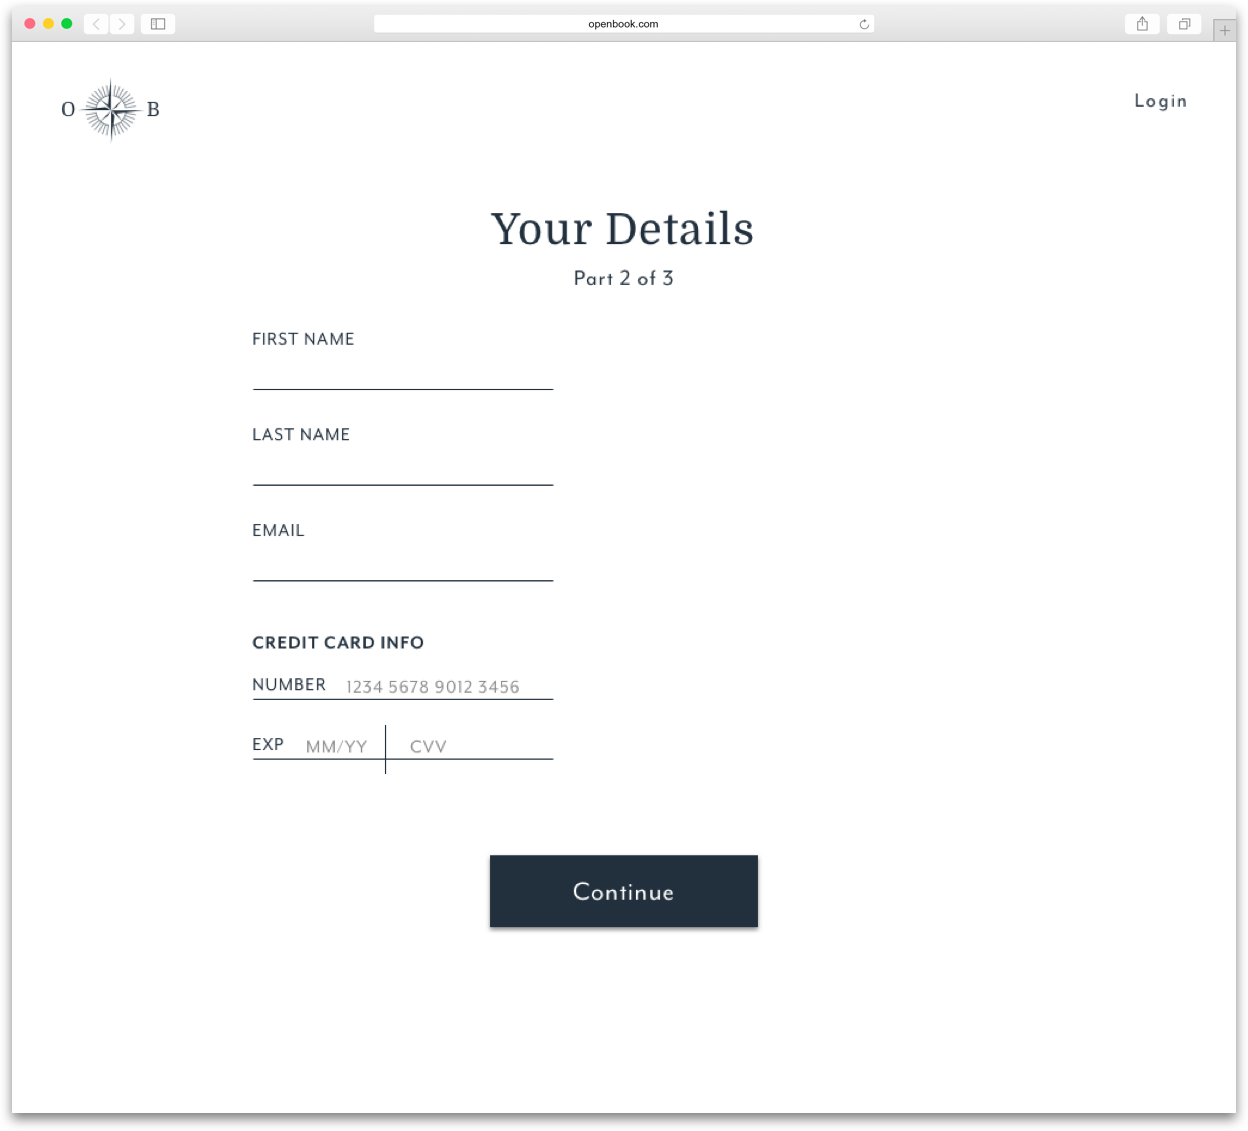 openbook.com
O B
Login
Your Details
Part 2 of 3
FIRST NAME
LAST NAME
EMAIL
CREDIT CARD INFO
NUMBER 1234 5678 9012 3456
EXP MM/YY CVV
Continue